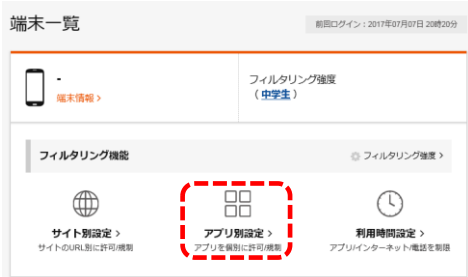 端末一覧
前回ログイン：2017年07月07日 20時20分
-
端末情報 >
フィルタリング強度
（ 中学生 ）
フィルタリング機能
フィルタリング強度 >
サイト別設定 >
サイトのURL別に許可/規制
アプリ別設定 >
アプリを個別に許可/規制
利用時間設定 >
アプリ/インターネット/電話を制限